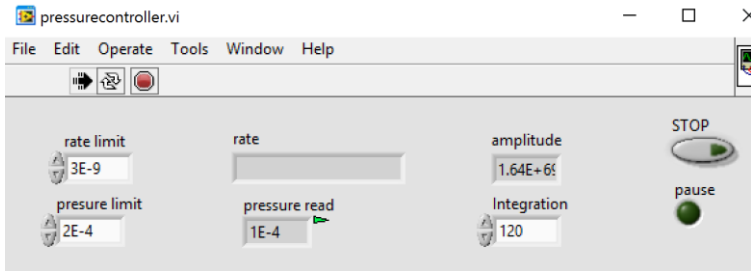 pressurecontroller.vi
File Edit Operate Tools Window Help
rate limit
3E-9
rate
amplitude
1.64E+69
STOP
presure limit
2E-4
pressure read
1E-4
Integration
120
pause